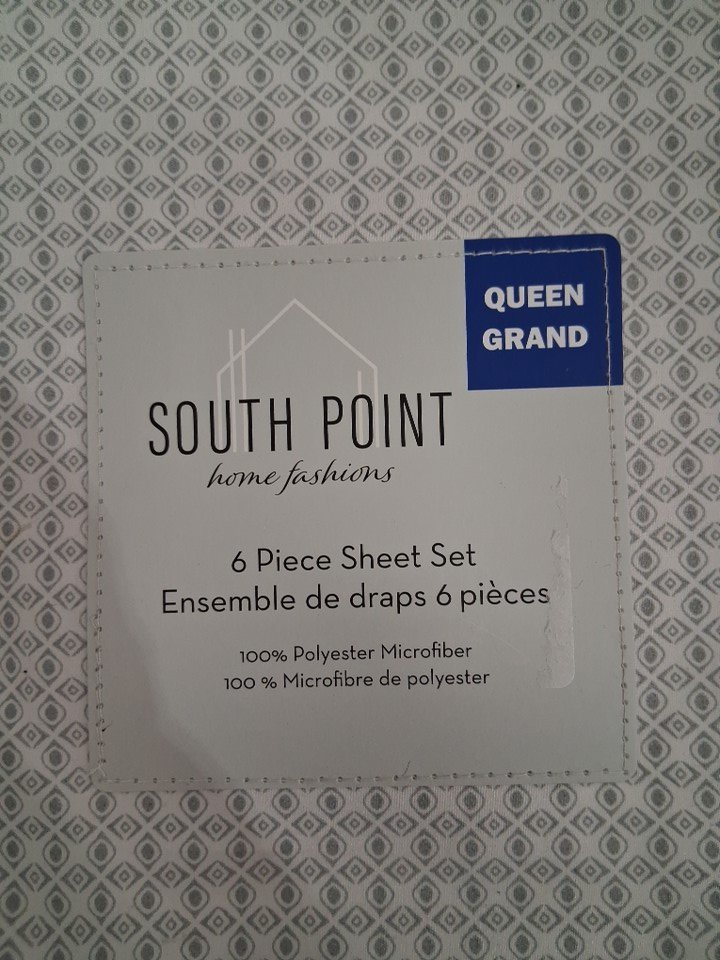 QUEEN
GRAND
SOUTH POINT
home fashions
6 Piece Sheet Set
Ensemble de draps 6 pièces
100% Polyester Microfiber
100 % Microfibre de polyester